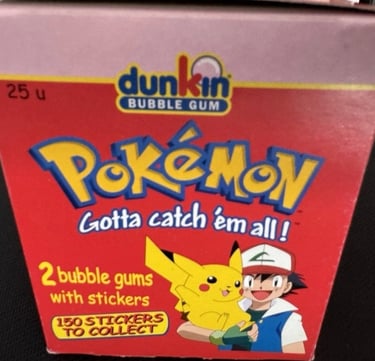 dunkin
BUBBLE GUM
25 u
POKéMON
Gotta catch 'em all!
2 bubble gums
with stickers
150 STICKERS
TO COLLECT